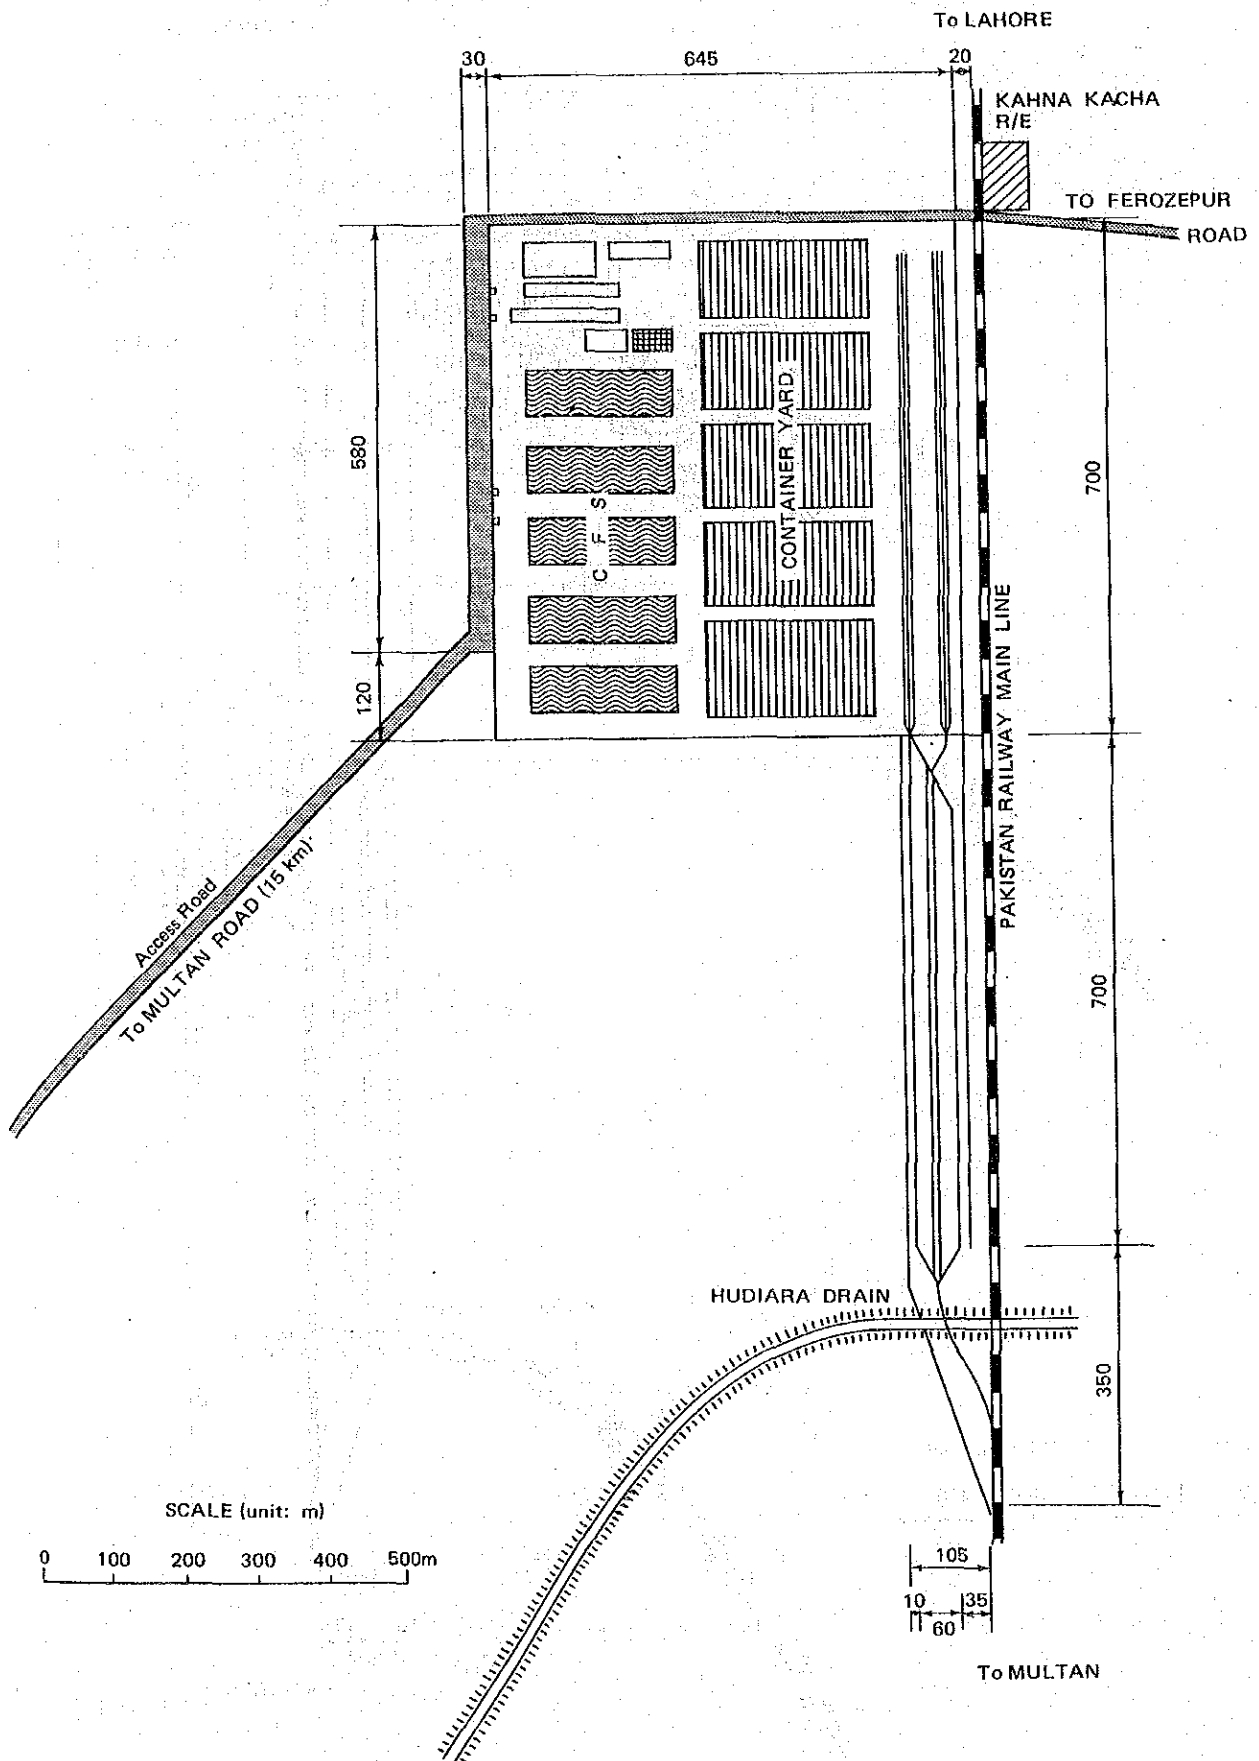 To LAHORE
30
645
20
KAHNA KACHA
R/E
TO FEROZEPUR
ROAD
580
CONTAINER YARD
700
C F S
120
PAKISTAN RAILWAY MAIN LINE
Access Road
To MULTAN ROAD (15 km)
700
HUDIARA DRAIN
350
SCALE (unit: m)
0 100 200 300 400 500m
105
10 60 35
To MULTAN